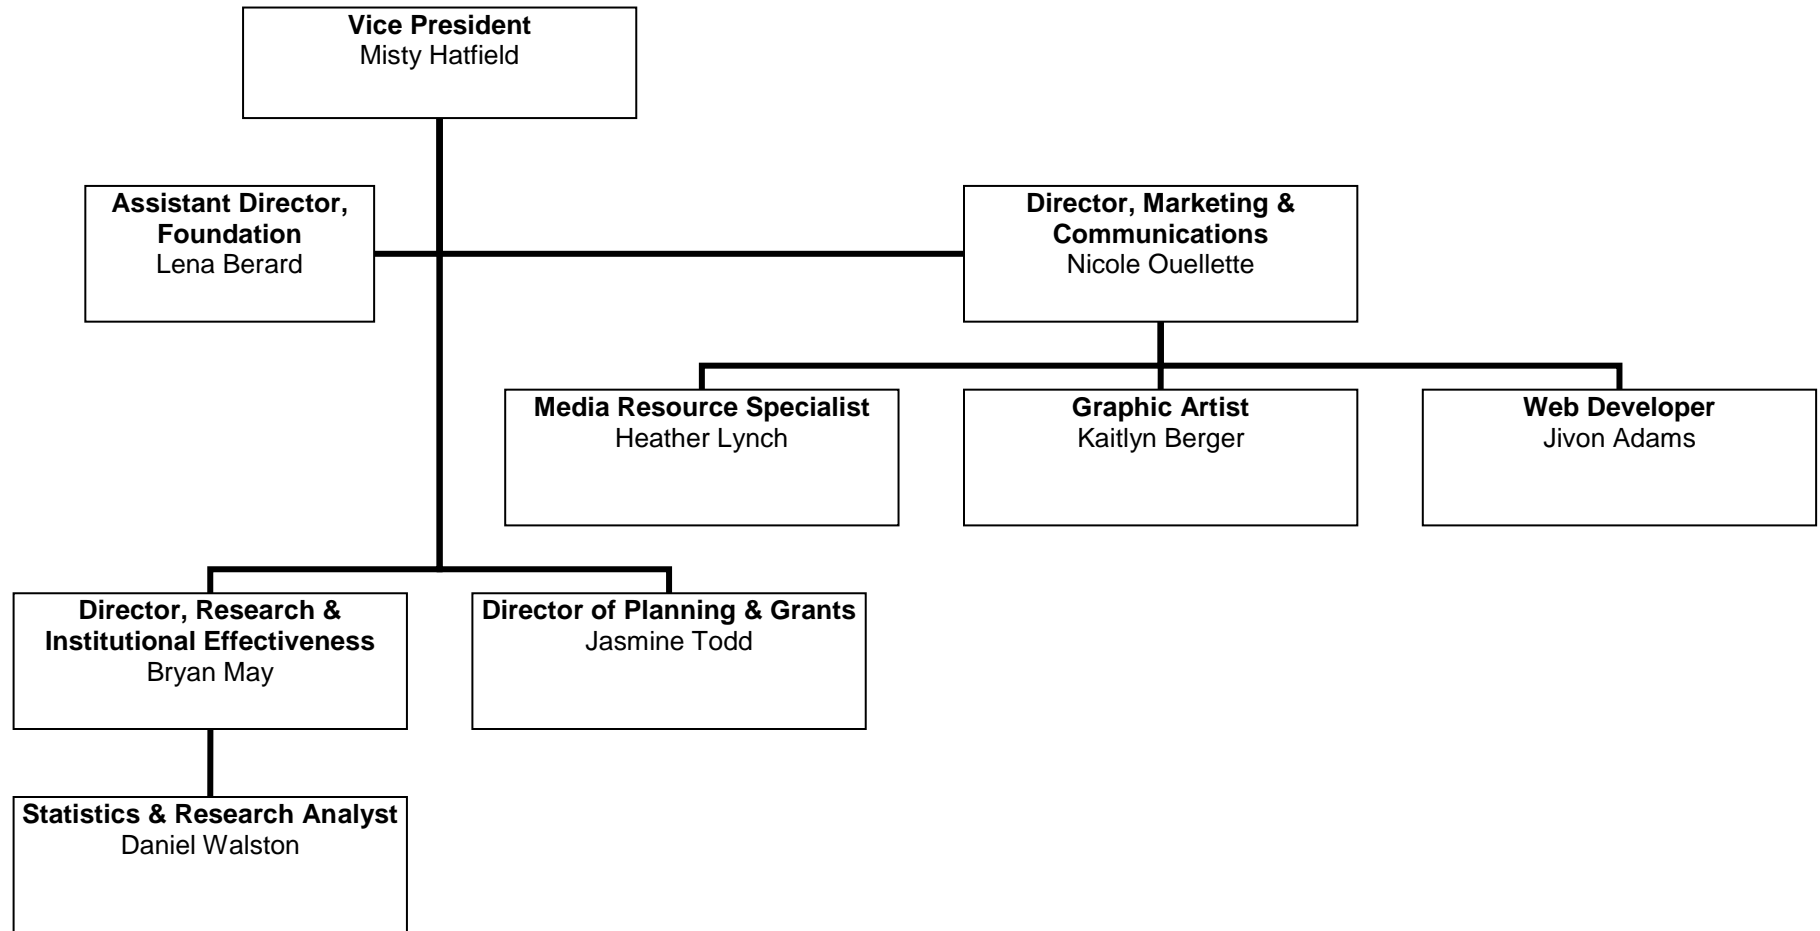 Vice President
Misty Hatfield
Assistant Director,
Foundation
Lena Berard
Director, Marketing &
Communications
Nicole Ouellette
Media Resource Specialist
Heather Lynch
Graphic Artist
Kaitlyn Berger
Web Developer
Jivon Adams
Director, Research &
Institutional Effectiveness
Bryan May
Director of Planning & Grants
Jasmine Todd
Statistics & Research Analyst
Daniel Walston